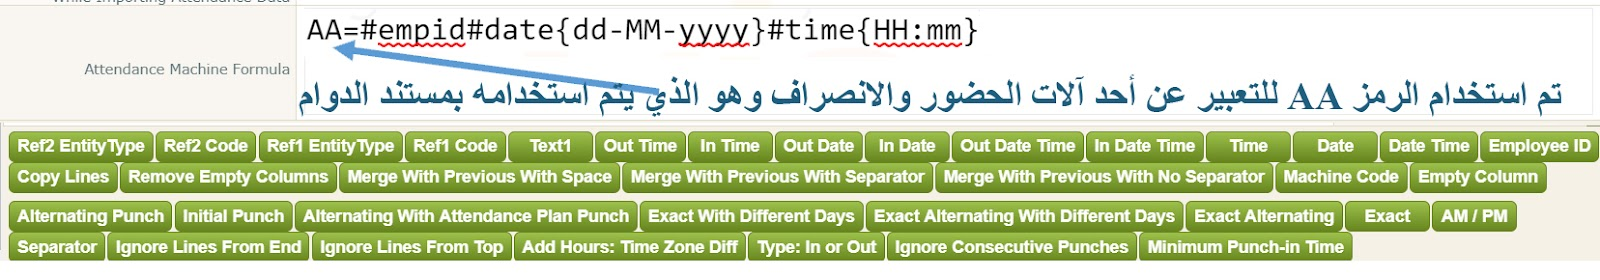 While Importing Attendance Data
AA=#empid#date{dd-MM-yyyy}#time{HH:mm}
Attendance Machine Formula
تم استخدام الرمز AA للتعبير عن أحد آلات الحضور والانصراف وهو الذي يتم استخدامه بمستند الدوام
Ref2 EntityType Ref2 Code Ref1 EntityType Ref1 Code Text1 Out Time In Time Out Date In Date Out Date Time In Date Time Time Date Date Time Employee ID
Copy Lines Remove Empty Columns Merge With Previous With Space Merge With Previous With Separator Merge With Previous With No Separator Machine Code Empty Column
Alternating Punch Initial Punch Alternating With Attendance Plan Punch Exact With Different Days Exact Alternating With Different Days Exact Alternating Exact AM / PM
Separator Ignore Lines From End Ignore Lines From Top Add Hours: Time Zone Diff Type: In or Out Ignore Consecutive Punches Minimum Punch-in Time